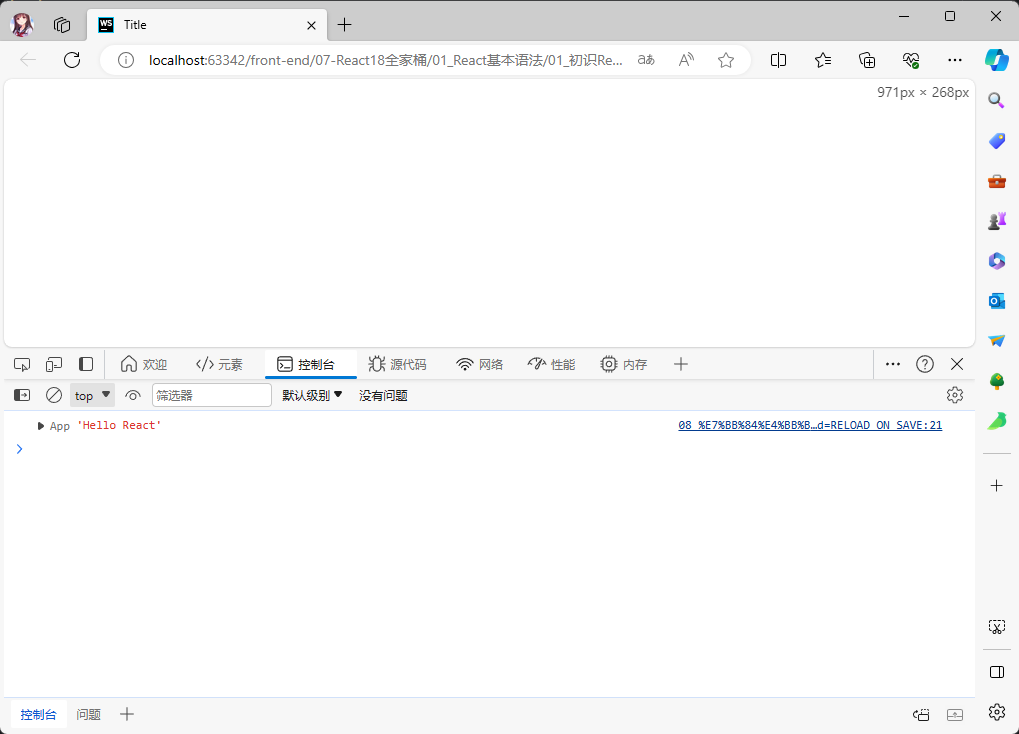 Title
localhost:63342/front-end/07-React18全家桶/01_React基本语法/01_初识Re...
971px × 268px
欢迎
元素
控制台
源代码
网络
性能
内存
top
筛选器
默认级别
没有问题
App 'Hello React'
08_%E7%BB%84%E4%BB%B…d=RELOAD_ON_SAVE:21
控制台
问题